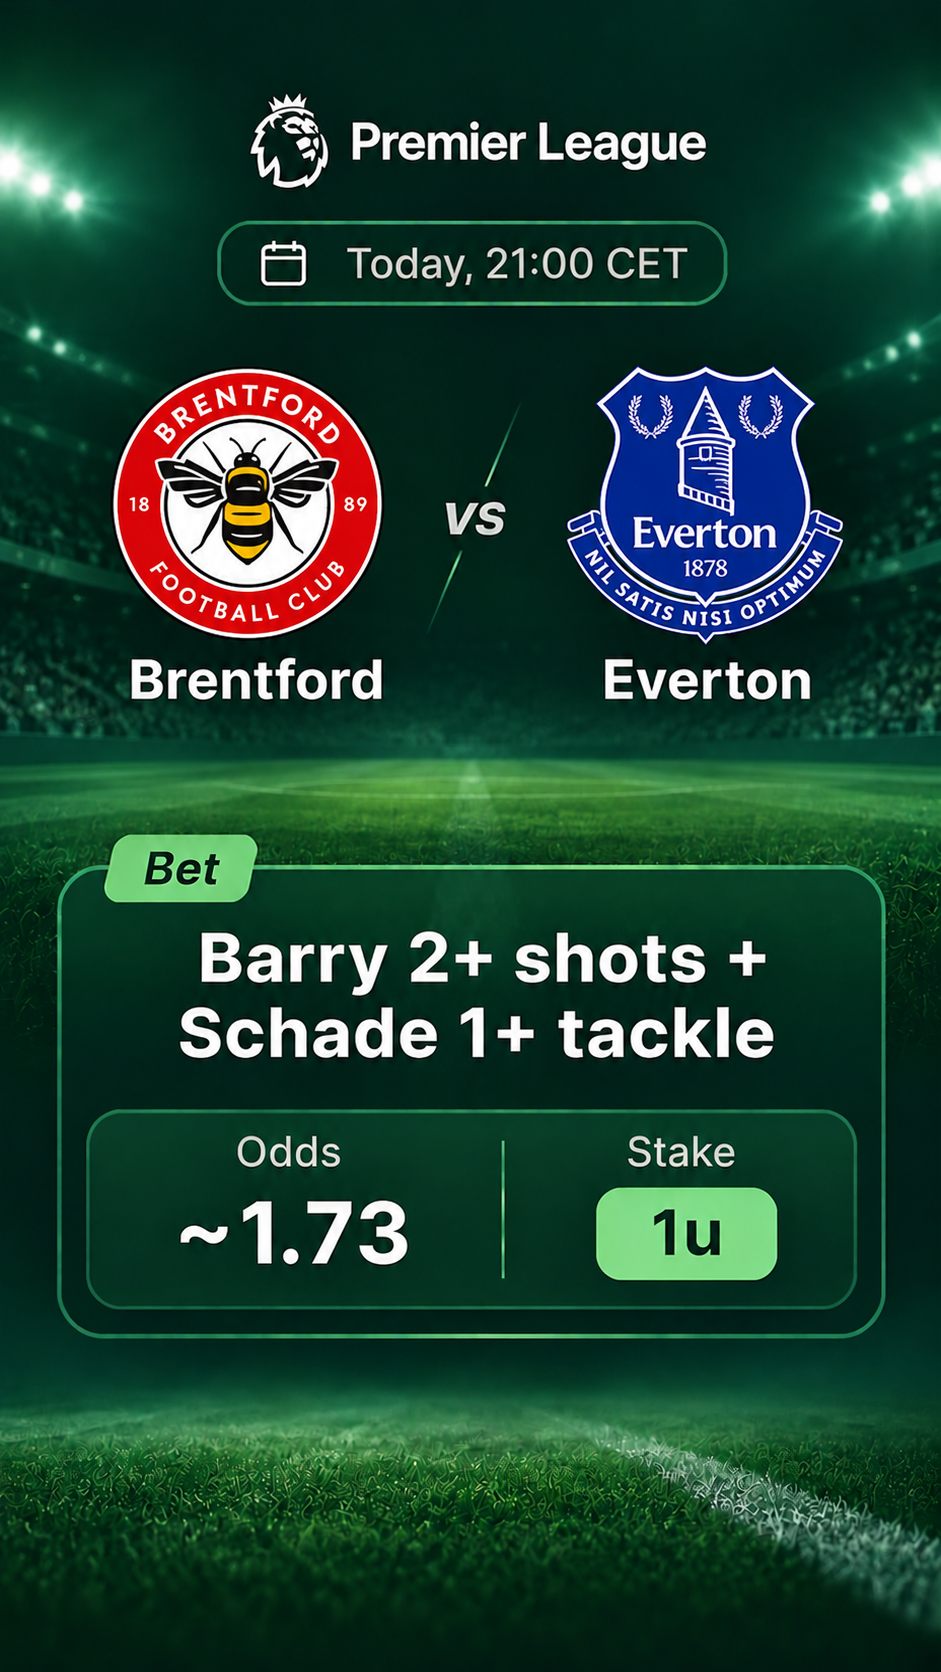 Premier League
Today, 21:00 CET
BRENTFORD
18 89
FOOTBALL CLUB
vs
Everton
1878
NIL SATIS NISI OPTIMUM
Brentford
Everton
Bet
Barry 2+ shots +
Schade 1+ tackle
Odds
~1.73
Stake
1u